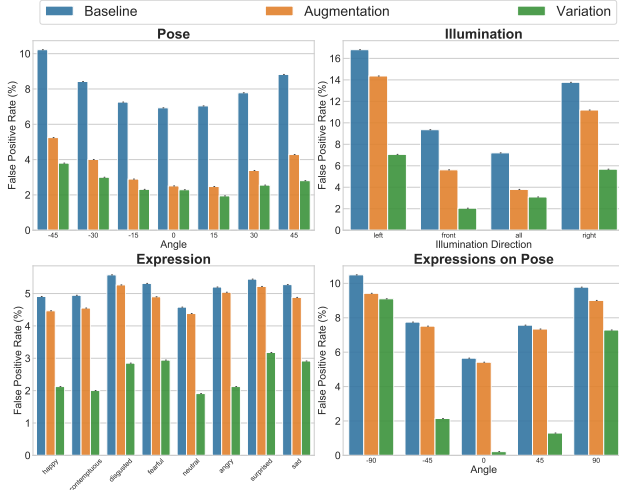 Baseline Augmentation Variation
Pose
False Positive Rate (%)
10
8
6
4
2
0
-45 -30 -15 0 15 30 45
Angle
Illumination
False Positive Rate (%)
16
14
12
10
8
6
4
2
0
left front all right
Illumination Direction
Expression
False Positive Rate (%)
5
4
3
2
1
0
happy contemptuous disgusted fearful neutral angry surprised sad
Expressions on Pose
False Positive Rate (%)
10
8
6
4
2
0
-90 -45 0 45 90
Angle